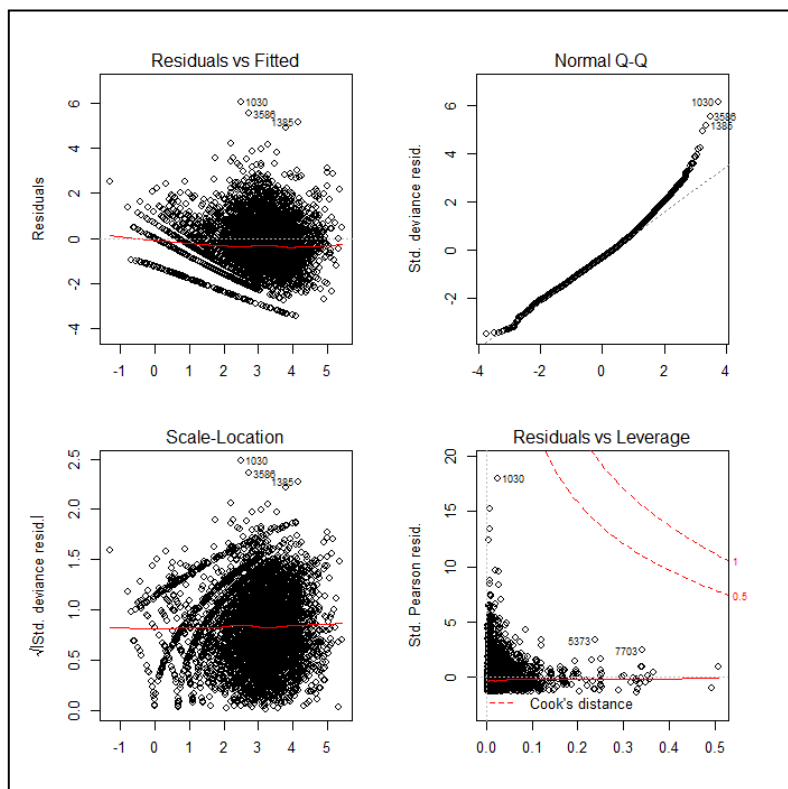 Residuals vs Fitted
Residuals
6
4
2
0
-2
-4
1030
3586
1385
-1 0 1 2 3 4 5
Normal Q-Q
Std. deviance resid.
6
4
2
0
-2
1030
3586
1385
-4 -2 0 2 4
Scale-Location
√|Std. deviance resid.|
2.5
2.0
1.5
1.0
0.5
0.0
1030
3586
1385
-1 0 1 2 3 4 5
Residuals vs Leverage
Std. Pearson resid.
20
15
10
5
0
1030
5373
7703
1
0.5
Cook's distance
0.0 0.1 0.2 0.3 0.4 0.5